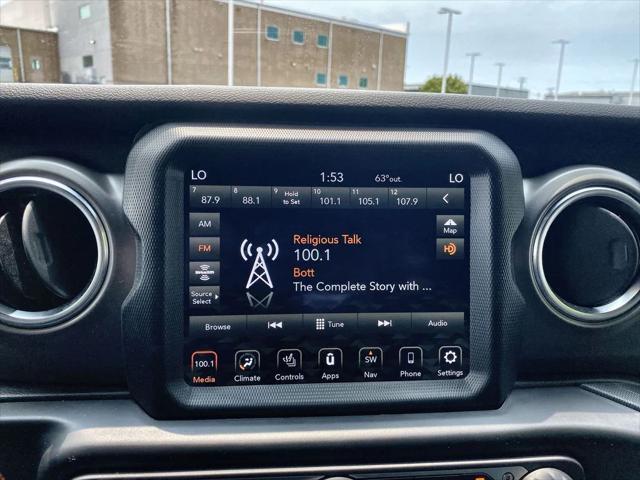 LO 1:53 63°out. LO
7 8 9 Hold to Set 10 11 12
87.9 88.1 101.1 105.1 107.9
AM
FM
SiriusXM
Source Select
Religious Talk
100.1
Bott
The Complete Story with ...
Map
HD
Browse Tune Audio
100.1 SW
Media Climate Controls Apps Nav Phone Settings